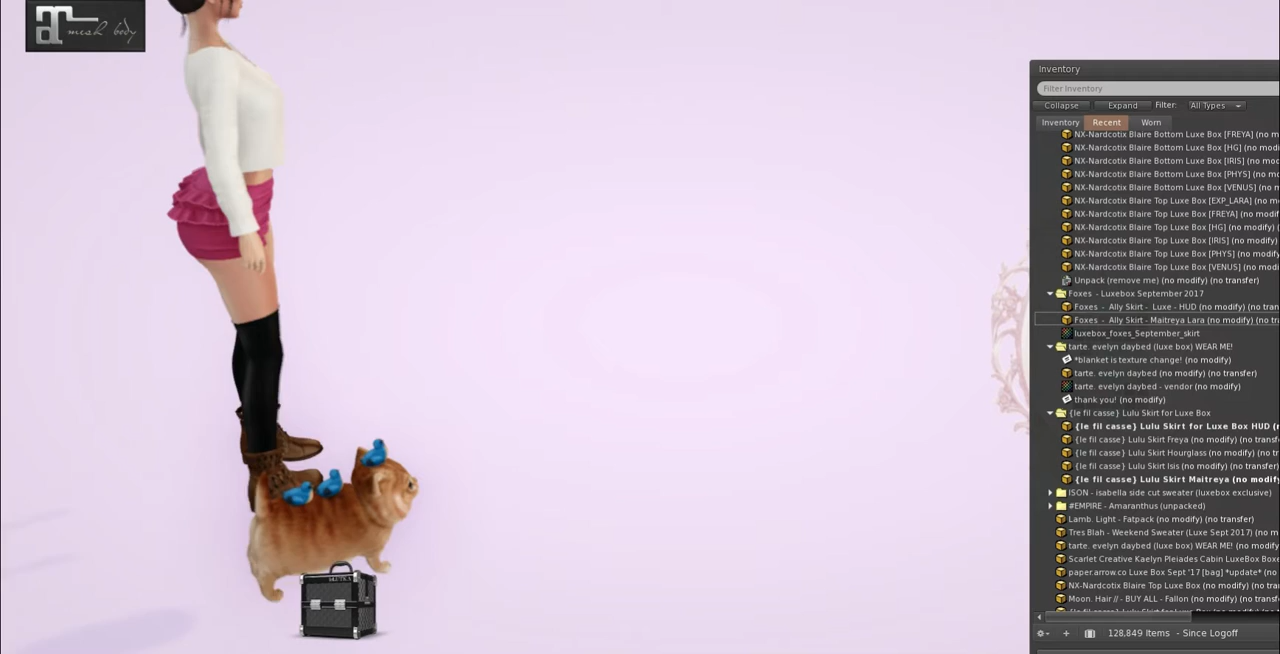 mesh body
Inventory
Filter Inventory
Collapse Expand Filter: All Types
Inventory Recent Worn
NX-Nardcotix Blaire Bottom Luxe Box [FREYA] (no m
NX-Nardcotix Blaire Bottom Luxe Box [HG] (no modi
NX-Nardcotix Blaire Bottom Luxe Box [IRIS] (no mod
NX-Nardcotix Blaire Bottom Luxe Box [PHYS] (no mo
NX-Nardcotix Blaire Bottom Luxe Box [VENUS] (no m
NX-Nardcotix Blaire Top Luxe Box [EXP_LARA] (no m
NX-Nardcotix Blaire Top Luxe Box [FREYA] (no modif
NX-Nardcotix Blaire Top Luxe Box [HG] (no modify) (
NX-Nardcotix Blaire Top Luxe Box [IRIS] (no modify)
NX-Nardcotix Blaire Top Luxe Box [PHYS] (no modify
NX-Nardcotix Blaire Top Luxe Box [VENUS] (no modif
Unpack (remove me) (no modify) (no transfer)
Foxes - Luxebox September 2017
Foxes - Ally Skirt - Luxe - HUD (no modify) (no tran
Foxes - Ally Skirt - Maitreya Lara (no modify) (no tr
luxebox_foxes_September_skirt
tarte. evelyn daybed (luxe box) WEAR ME!
*blanket is texture change! (no modify)
tarte. evelyn daybed (no modify) (no transfer)
tarte. evelyn daybed - vendor (no modify)
thank you! (no modify)
{le fil casse} Lulu Skirt for Luxe Box
{le fil casse} Lulu Skirt for Luxe Box HUD (n
{le fil casse} Lulu Skirt Freya (no modify) (no transf
{le fil casse} Lulu Skirt Hourglass (no modify) (no tr
{le fil casse} Lulu Skirt Isis (no modify) (no transfer)
{le fil casse} Lulu Skirt Maitreya (no modify
ISON - isabella side cut sweater (luxebox exclusive)
#EMPIRE - Amaranthus (unpacked)
Lamb. Light - Fatpack (no modify) (no transfer)
Tres Blah - Weekend Sweater (Luxe Sept 2017) (no m
tarte. evelyn daybed (luxe box) WEAR ME! (no modify
Scarlet Creative Kaelyn Pleiades Cabin LuxeBox Boxe
paper.arrow.co Luxe Box Sept '17 [bag] *update* (no
NX-Nardcotix Blaire Top Luxe Box (no modify) (no tra
Moon. Hair // - BUY ALL - Fallon (no modify) (no transf
128,849 Items - Since Logoff